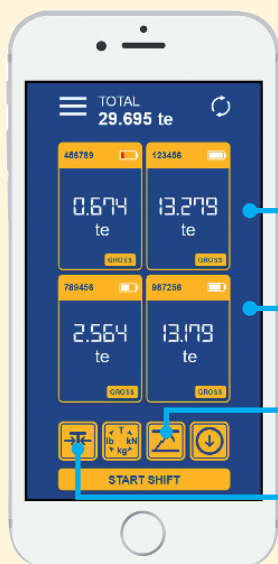 TOTAL
29.695 te
456789 123456
0.674 13.279
te te
GROSS GROSS
789456 987256
2.564 13.179
te te
GROSS GROSS
T
lb kN
kg
START SHIFT